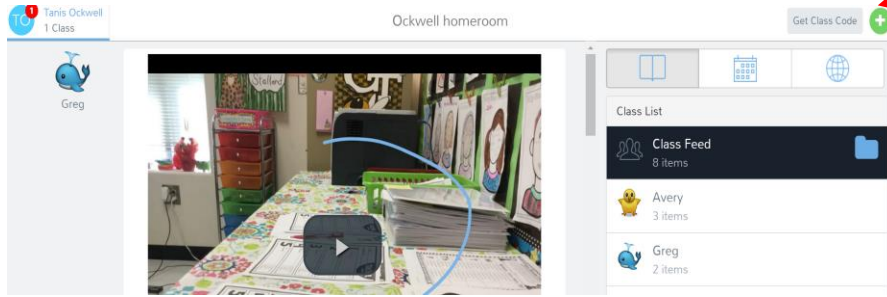 TO
1
Tanis Ockwell
1 Class
Ockwell homeroom
Get Class Code
Greg
Stalford
Class List
Class Feed
8 items
Avery
3 items
Greg
2 items